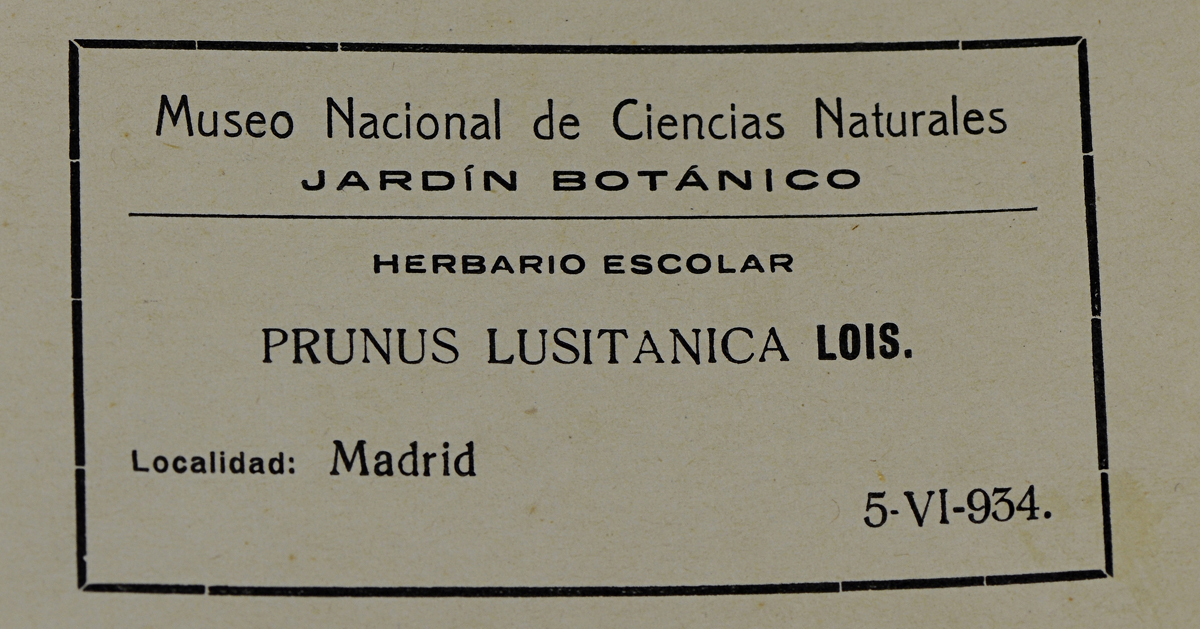 Museo Nacional de Ciencias Naturales
JARDÍN BOTÁNICO
HERBARIO ESCOLAR
PRUNUS LUSITANICA LOIS.
Localidad: Madrid
5-VI-934.